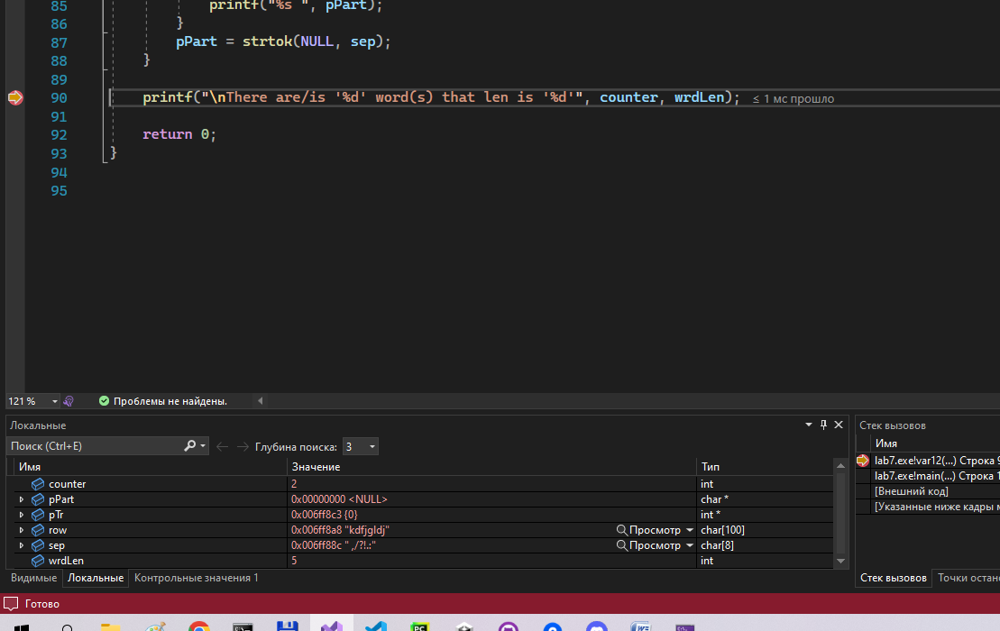 85 printf("%s ", pPart);
86 }
87 pPart = strtok(NULL, sep);
88 }
89
90 printf("\nThere are/is '%d' word(s) that len is '%d'", counter, wrdLen); ≤ 1 мс прошло
91
92 return 0;
93 }
94
95
121 % Проблемы не найдены.
Локальные
Поиск (Ctrl+E) Глубина поиска: 3
Имя Значение Тип
counter 2 int
pPart 0x00000000 <NULL> char *
pTr 0x006ff8c3 {0} int *
row 0x006ff8a8 "kdfjgldj" Просмотр char[100]
sep 0x006ff88c " ,/?!.:" Просмотр char[8]
wrdLen 5 int
Видимые Локальные Контрольные значения 1
Стек вызовов
Имя
lab7.exe!var12(...) Строка 9
lab7.exe!main(...) Строка 1
[Внешний код]
[Указанные ниже кадры м
Стек вызовов Точки остан
Готово